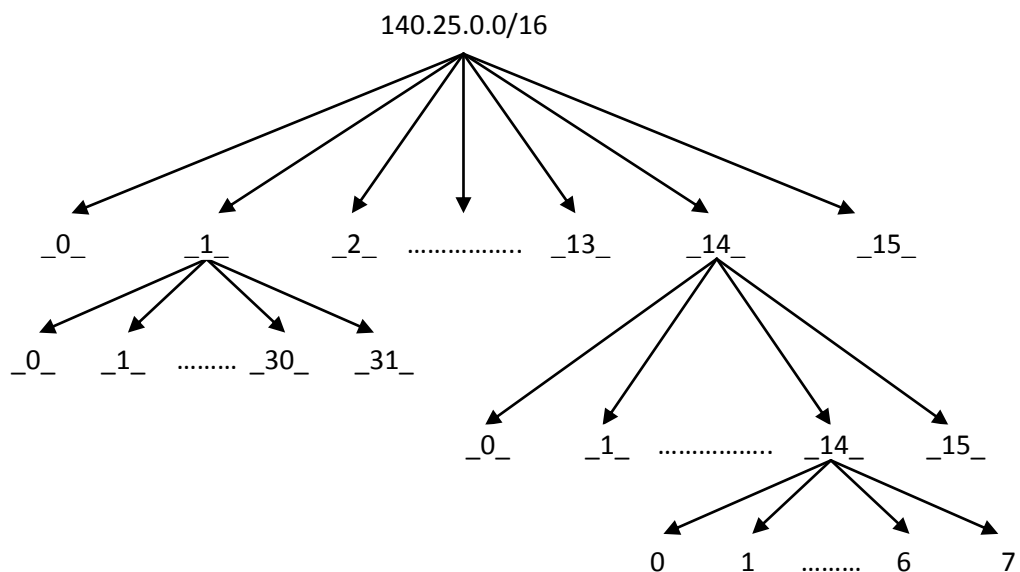 140.25.0.0/16
_0_ _1_ _2_ …………….. _13_ _14_ _15_
_0_ _1_ ……… _30_ _31_
_0_ _1_ …………….. _14_ _15_
0 1 ……… 6 7